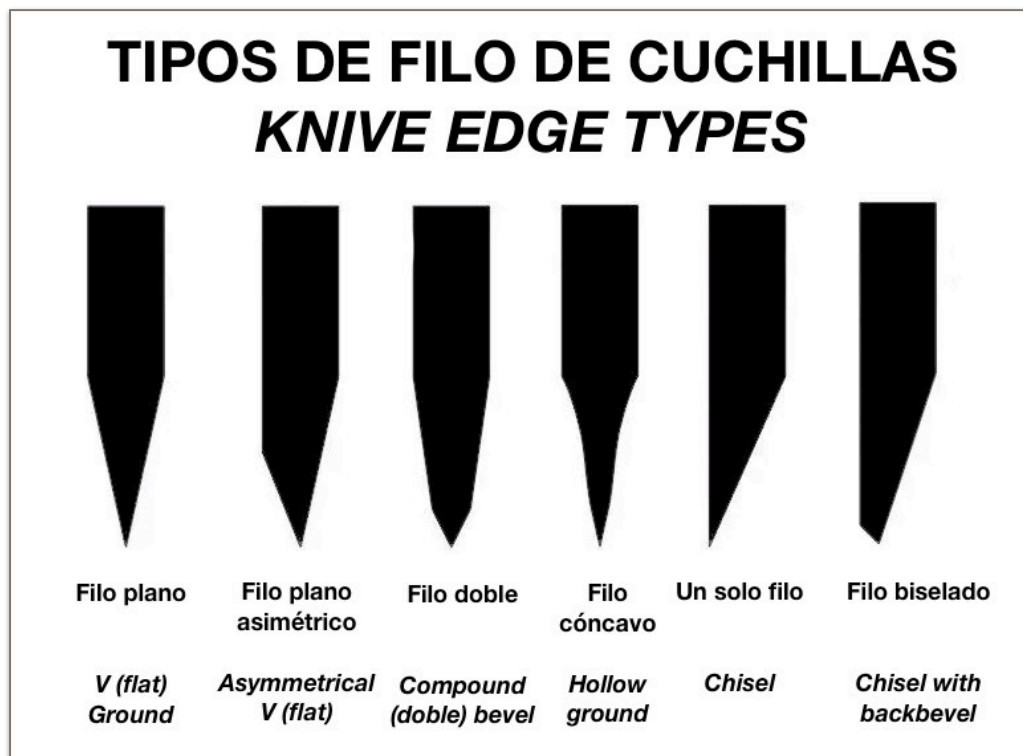 TIPOS DE FILO DE CUCHILLAS
KNIVE EDGE TYPES
Filo plano
Filo plano
asimétrico
Filo doble
Filo
cóncavo
Un solo filo
Filo biselado
V (flat)
Ground
Asymmetrical
V (flat)
Compound
(doble) bevel
Hollow
ground
Chisel
Chisel with
backbevel